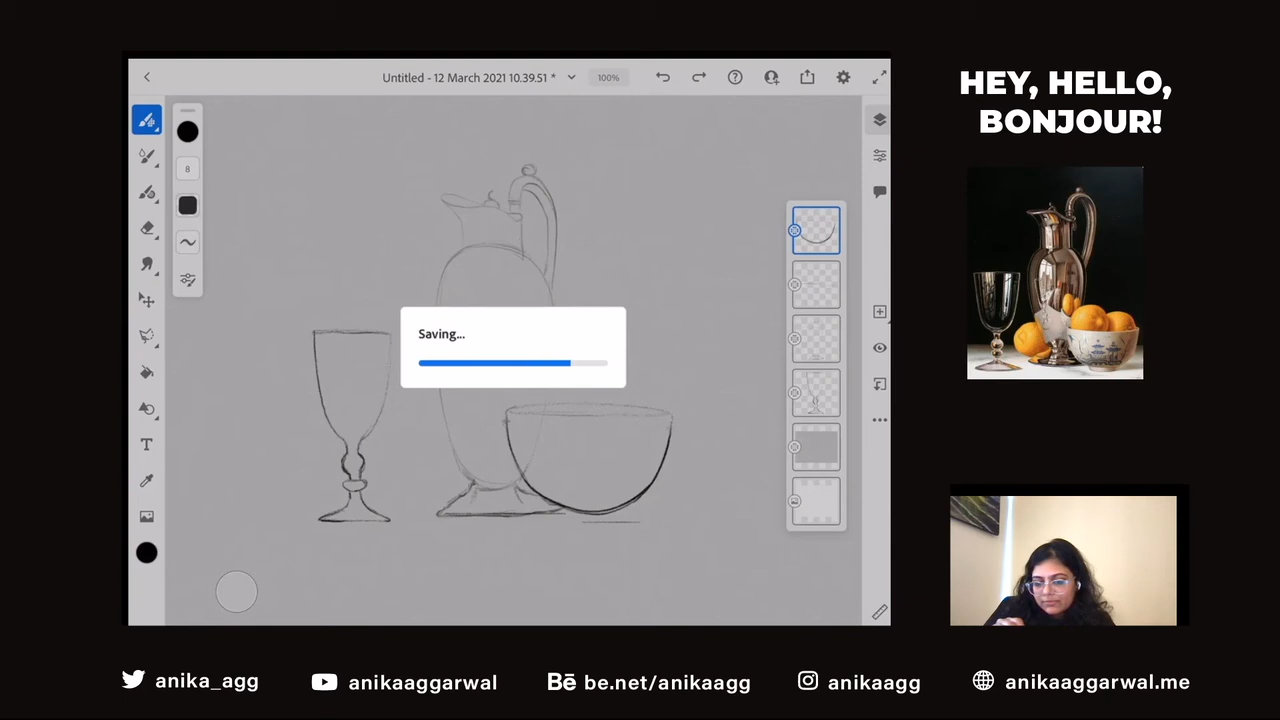 Untitled - 12 March 2021 10.39.51 *
100%
8
T
Saving...
HEY, HELLO,
BONJOUR!
anika_agg
anikaaggarwal
Bē be.net/anikaagg
anikaagg
anikaaggarwal.me